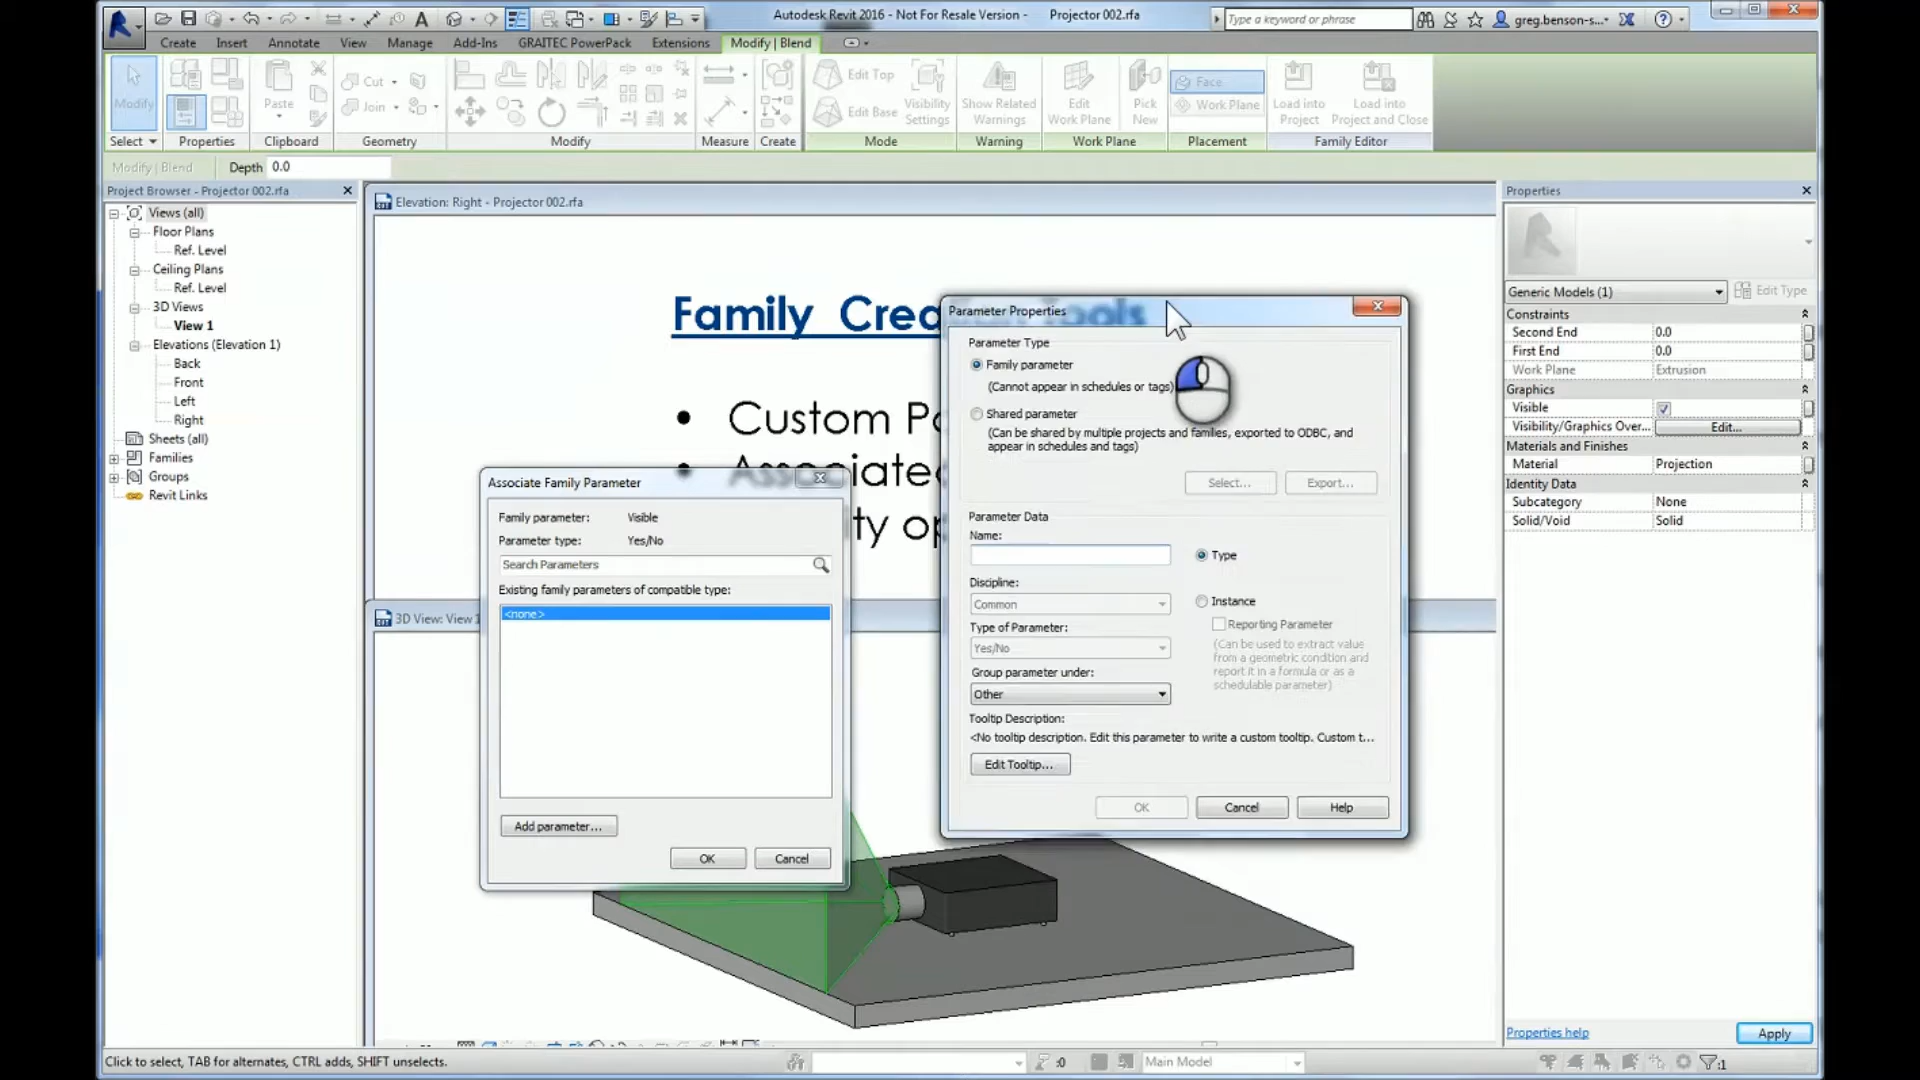 Autodesk Revit 2016 - Not For Resale Version -    Projector 002.rfa
Type a keyword or phrase
greg.benson-s...
Create Insert Annotate View Manage Add-Ins GRAITEC PowerPack Extensions Modify | Blend
Modify
Paste
Cut
Join
Edit Top
Edit Base
Visibility Settings
Show Related Warnings
Edit Work Plane
Pick New
Face
Work Plane
Load into Project
Load into Project and Close
Select Properties Clipboard Geometry Modify Measure Create Mode Warning Work Plane Placement Family Editor
Modify | Blend
Depth 0.0
Project Browser - Projector 002.rfa
Views (all)
Floor Plans
Ref. Level
Ceiling Plans
Ref. Level
3D Views
View 1
Elevations (Elevation 1)
Back
Front
Left
Right
Sheets (all)
Families
Groups
Revit Links
Elevation: Right - Projector 002.rfa
Family Crea Tools
• Custom Pa
• Associated
ty op
3D View: View 1
Associate Family Parameter
Family parameter: Visible
Parameter type: Yes/No
Search Parameters
Existing family parameters of compatible type:
<none>
Add parameter...
OK
Cancel
Parameter Properties
Parameter Type
Family parameter
(Cannot appear in schedules or tags)
Shared parameter
(Can be shared by multiple projects and families, exported to ODBC, and
appear in schedules and tags)
Select...
Export...
Parameter Data
Name:
Type
Discipline:
Common
Instance
Type of Parameter:
Reporting Parameter
Yes/No
(Can be used to extract value
from a geometric condition and
report it in a formula or as a
schedulable parameter)
Group parameter under:
Other
Tooltip Description:
<No tooltip description. Edit this parameter to write a custom tooltip. Custom t...
Edit Tooltip...
OK
Cancel
Help
Properties
Generic Models (1)
Edit Type
Constraints
Second End 0.0
First End 0.0
Work Plane Extrusion
Graphics
Visible
Visibility/Graphics Over... Edit...
Materials and Finishes
Material Projection
Identity Data
Subcategory None
Solid/Void Solid
Properties help
Apply
Click to select, TAB for alternates, CTRL adds, SHIFT unselects.
:0
Main Model
:1